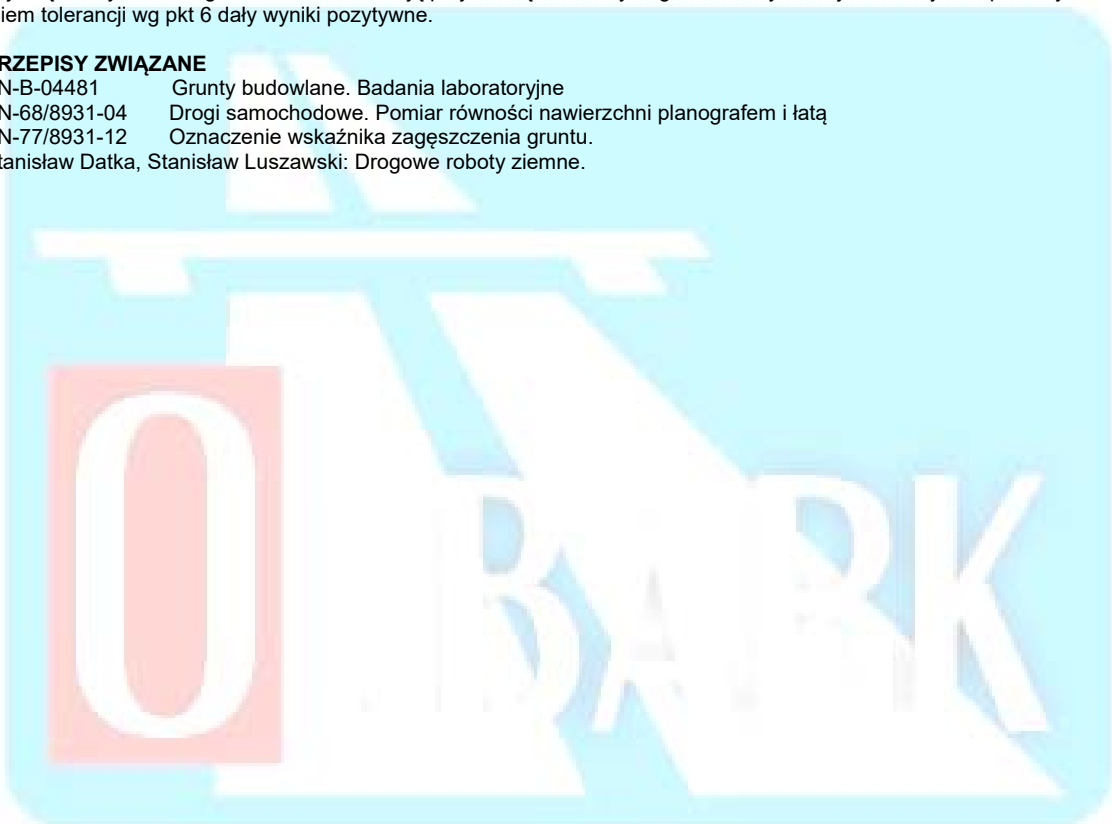 iem tolerancji wg pkt 6 dały wyniki pozytywne.
RZEPISY ZWIĄZANE
N-B-04481 Grunty budowlane. Badania laboratoryjne
N-68/8931-04 Drogi samochodowe. Pomiar równości nawierzchni planografem i łatą
N-77/8931-12 Oznaczenie wskaźnika zagęszczenia gruntu.
tanisław Datka, Stanisław Luszawski: Drogowe roboty ziemne.
O BARK